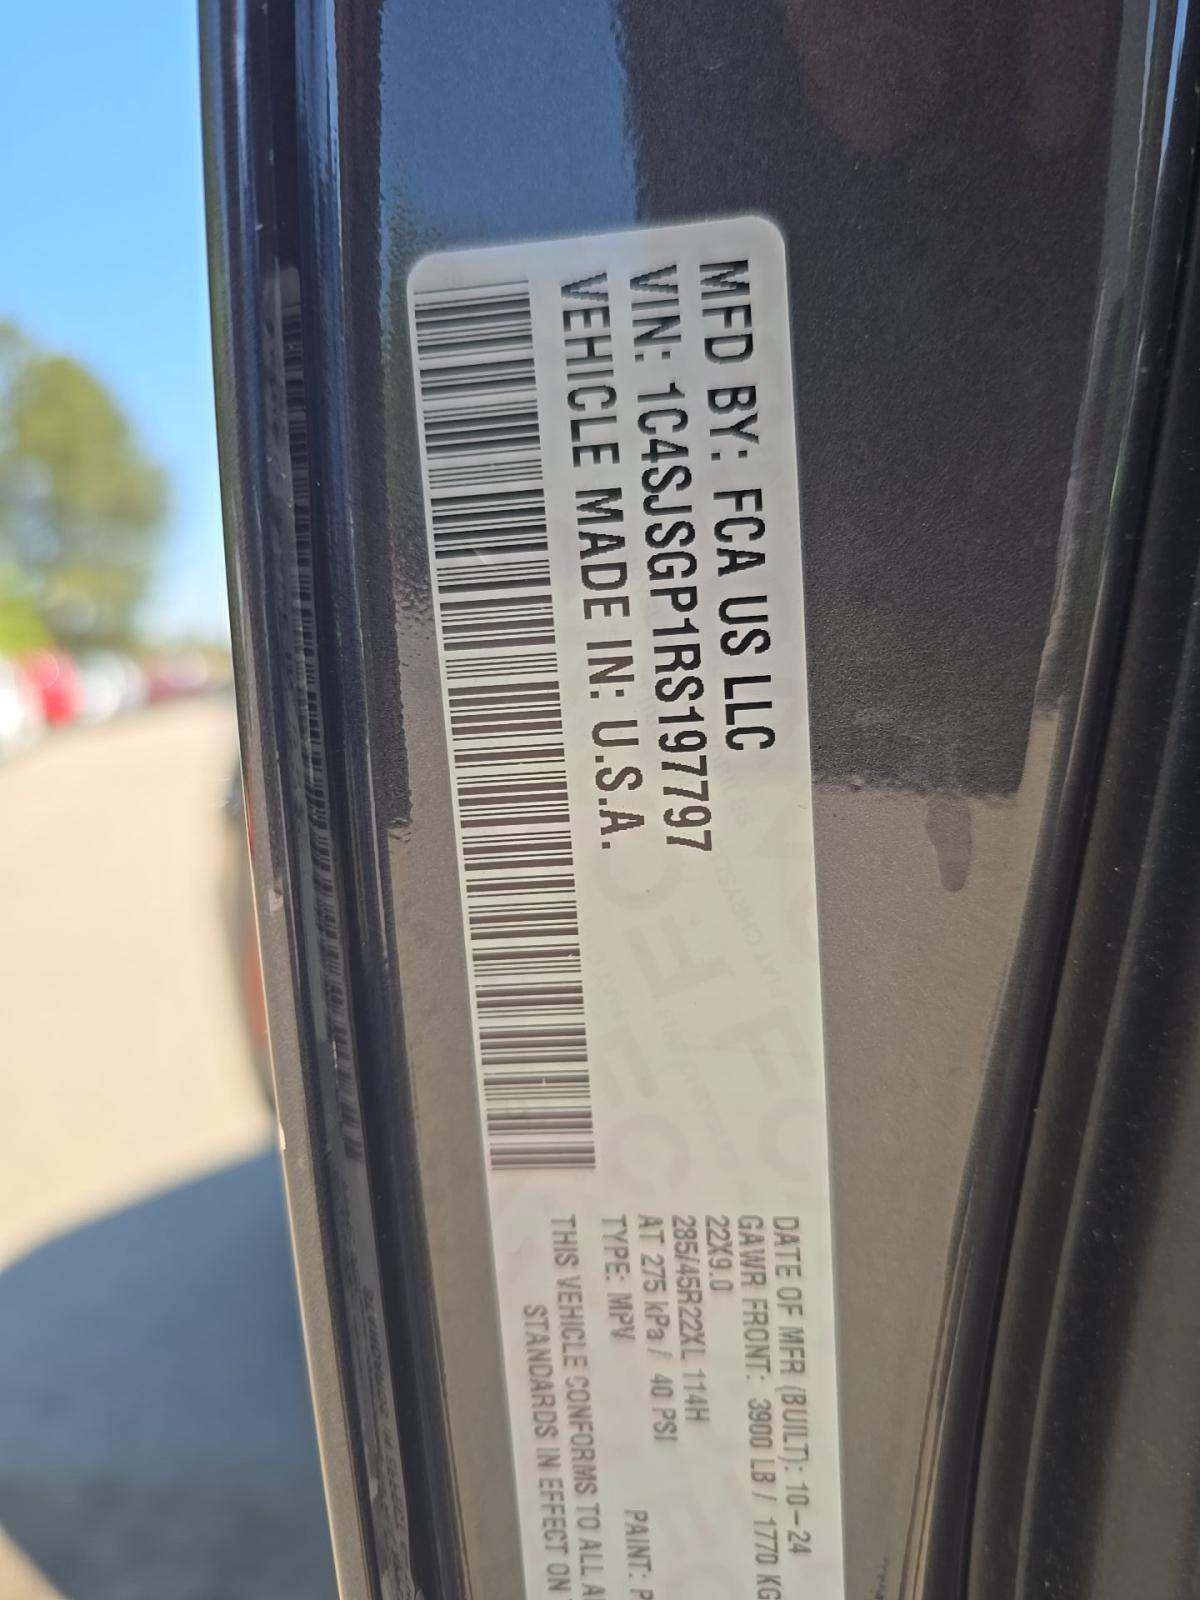 MFD BY: FCA US LLC
VIN: 1C4SJSGP1RS197797
VEHICLE MADE IN: U.S.A.
DATE OF MFR (BUILT): 10-24
GAWR FRONT: 3900 LB / 1770 KG
22X9.0
285/45R22XL 114H
AT 275 kPa / 40 PSI
TYPE: MPV PAINT: P
THIS VEHICLE CONFORMS TO ALL A
STANDARDS IN EFFECT ON